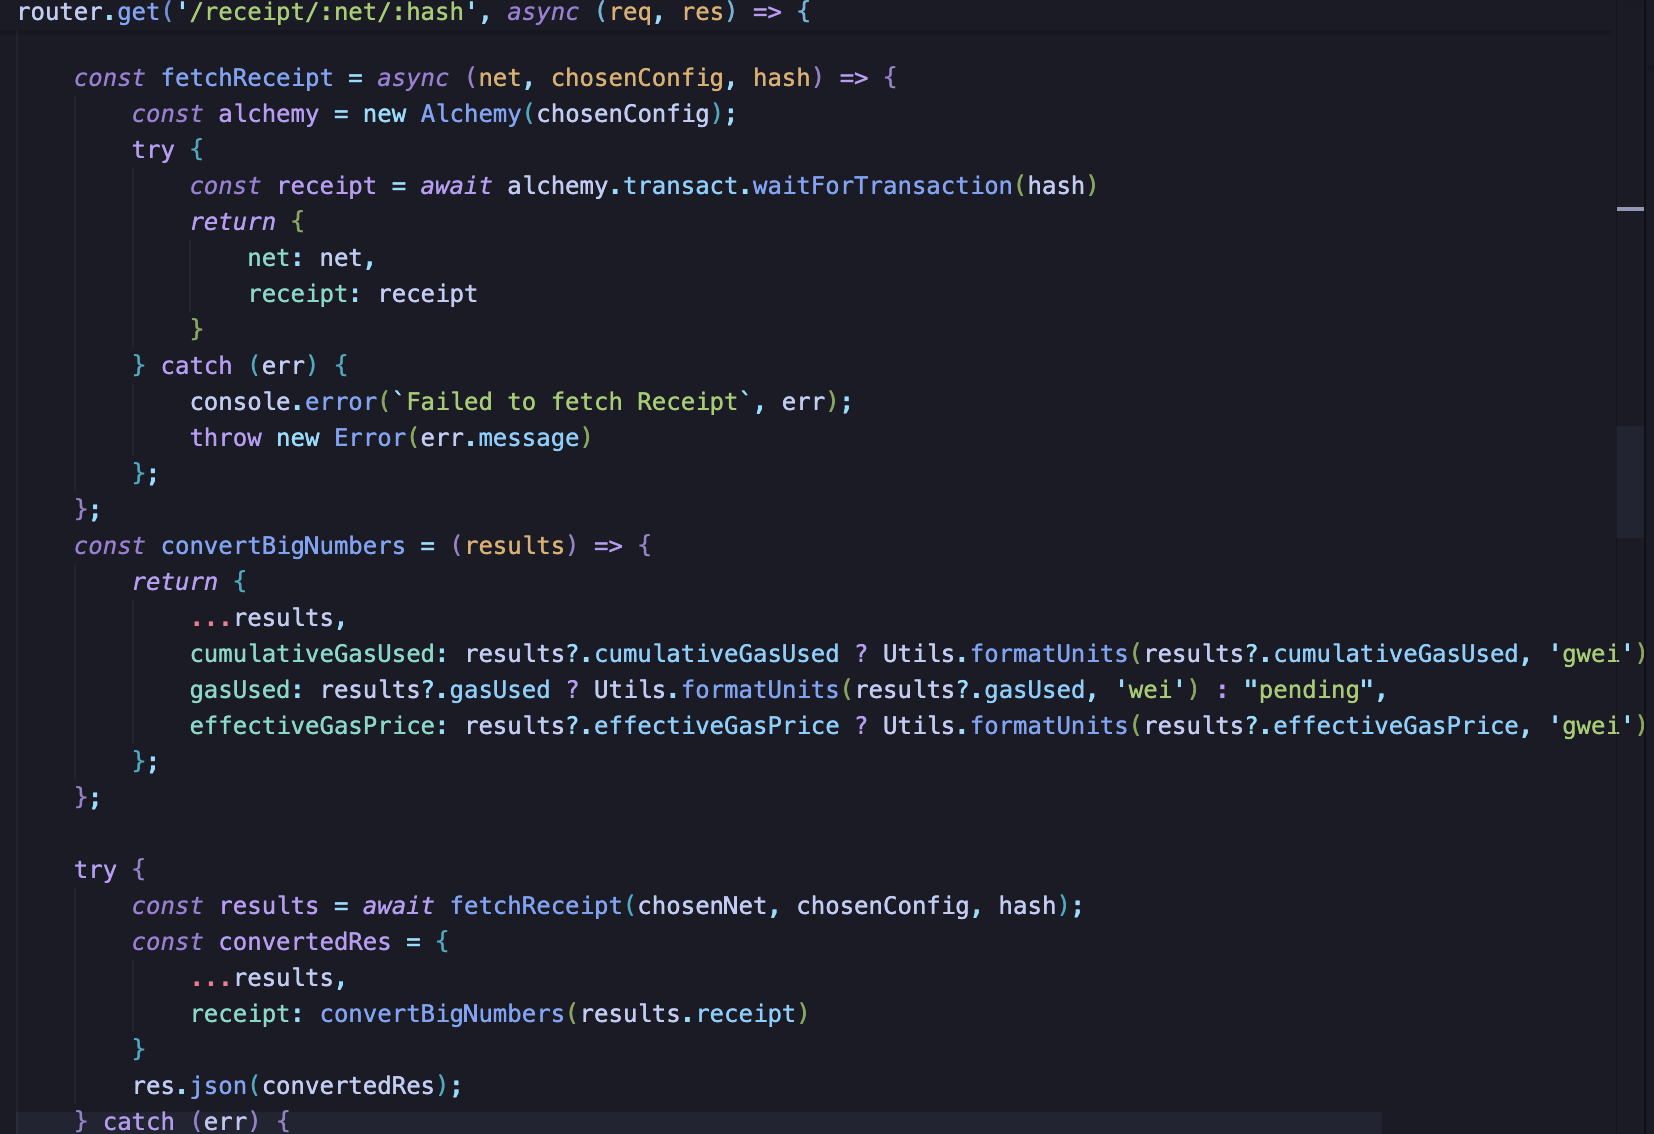 router.get('/receipt/:net/:hash', async (req, res) => {
const fetchReceipt = async (net, chosenConfig, hash) => {
const alchemy = new Alchemy(chosenConfig);
try {
const receipt = await alchemy.transact.waitForTransaction(hash)
return {
net: net,
receipt: receipt
}
} catch (err) {
console.error(`Failed to fetch Receipt`, err);
throw new Error(err.message)
};
};
const convertBigNumbers = (results) => {
return {
...results,
cumulativeGasUsed: results?.cumulativeGasUsed ? Utils.formatUnits(results?.cumulativeGasUsed, 'gwei')
gasUsed: results?.gasUsed ? Utils.formatUnits(results?.gasUsed, 'wei') : "pending",
effectiveGasPrice: results?.effectiveGasPrice ? Utils.formatUnits(results?.effectiveGasPrice, 'gwei')
};
};
try {
const results = await fetchReceipt(chosenNet, chosenConfig, hash);
const convertedRes = {
...results,
receipt: convertBigNumbers(results.receipt)
}
res.json(convertedRes);
} catch (err) {